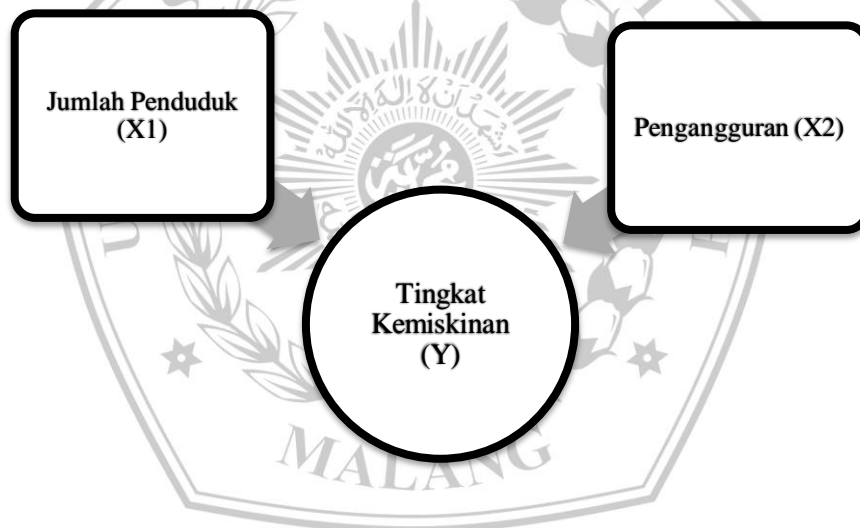 Jumlah Penduduk
(X1)
Pengangguran (X2)
Tingkat
Kemiskinan
(Y)
MALANG